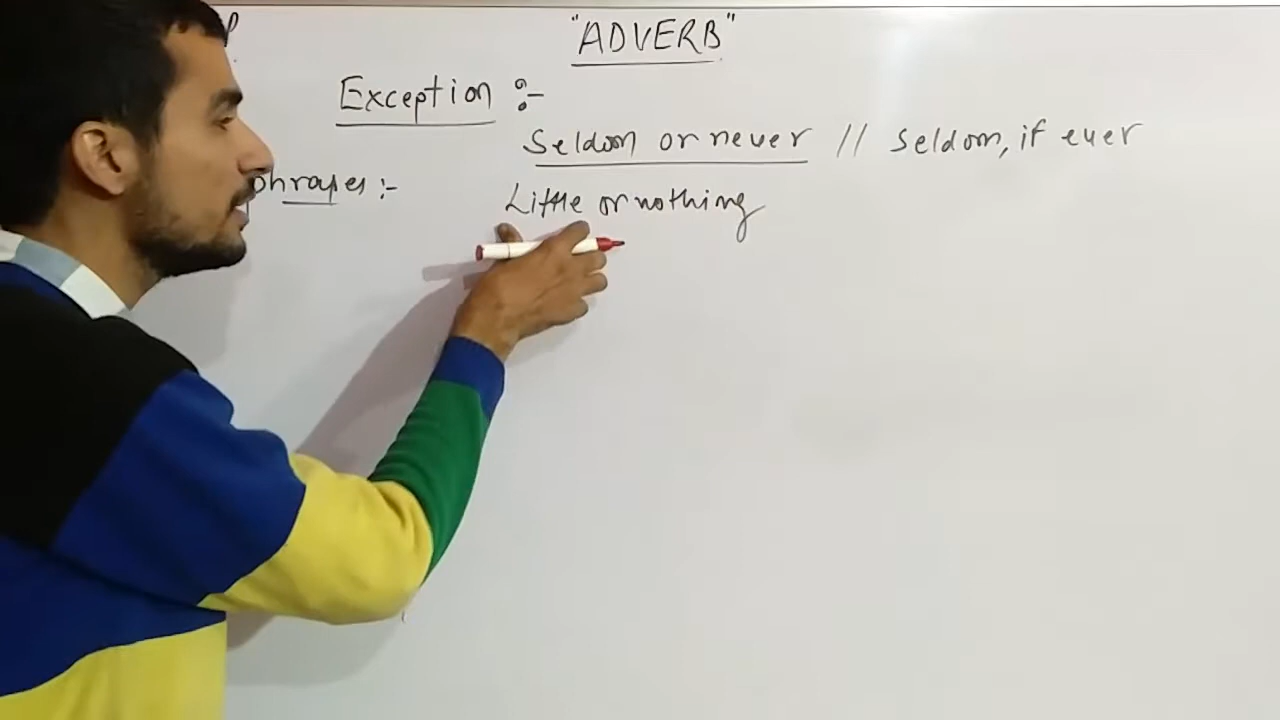 "ADVERB"
Exception :-
Seldom or never // Seldom, if ever
phrases :-
Little or nothing